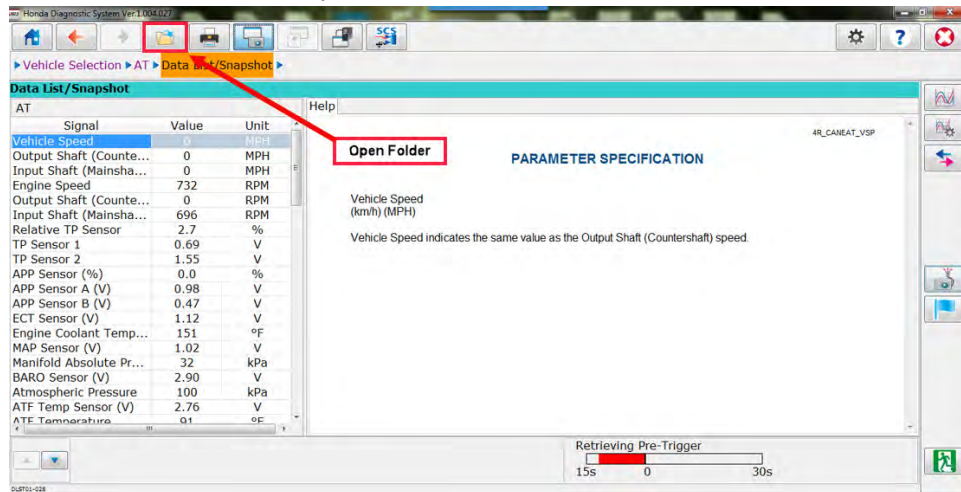 Honda Diagnostic System Ver.1.004.027
SCS
?
▶Vehicle Selection ▶AT ▶Data List/Snapshot ▶
Data List/Snapshot
AT
Signal Value Unit
Vehicle Speed 0 MPH
Output Shaft (Counte... 0 MPH
Input Shaft (Mainsha... 0 MPH
Engine Speed 732 RPM
Output Shaft (Counte... 0 RPM
Input Shaft (Mainsha... 696 RPM
Relative TP Sensor 2.7 %
TP Sensor 1 0.69 V
TP Sensor 2 1.55 V
APP Sensor (%) 0.0 %
APP Sensor A (V) 0.98 V
APP Sensor B (V) 0.47 V
ECT Sensor (V) 1.12 V
Engine Coolant Temp... 151 °F
MAP Sensor (V) 1.02 V
Manifold Absolute Pr... 32 kPa
BARO Sensor (V) 2.90 V
Atmospheric Pressure 100 kPa
ATF Temp Sensor (V) 2.76 V
ATF Temperature 91 °F
Help
4R_CANEAT_VSP
Open Folder
PARAMETER SPECIFICATION
Vehicle Speed
(km/h) (MPH)
Vehicle Speed indicates the same value as the Output Shaft (Countershaft) speed.
Retrieving Pre-Trigger
15s 0 30s
DLST01-028